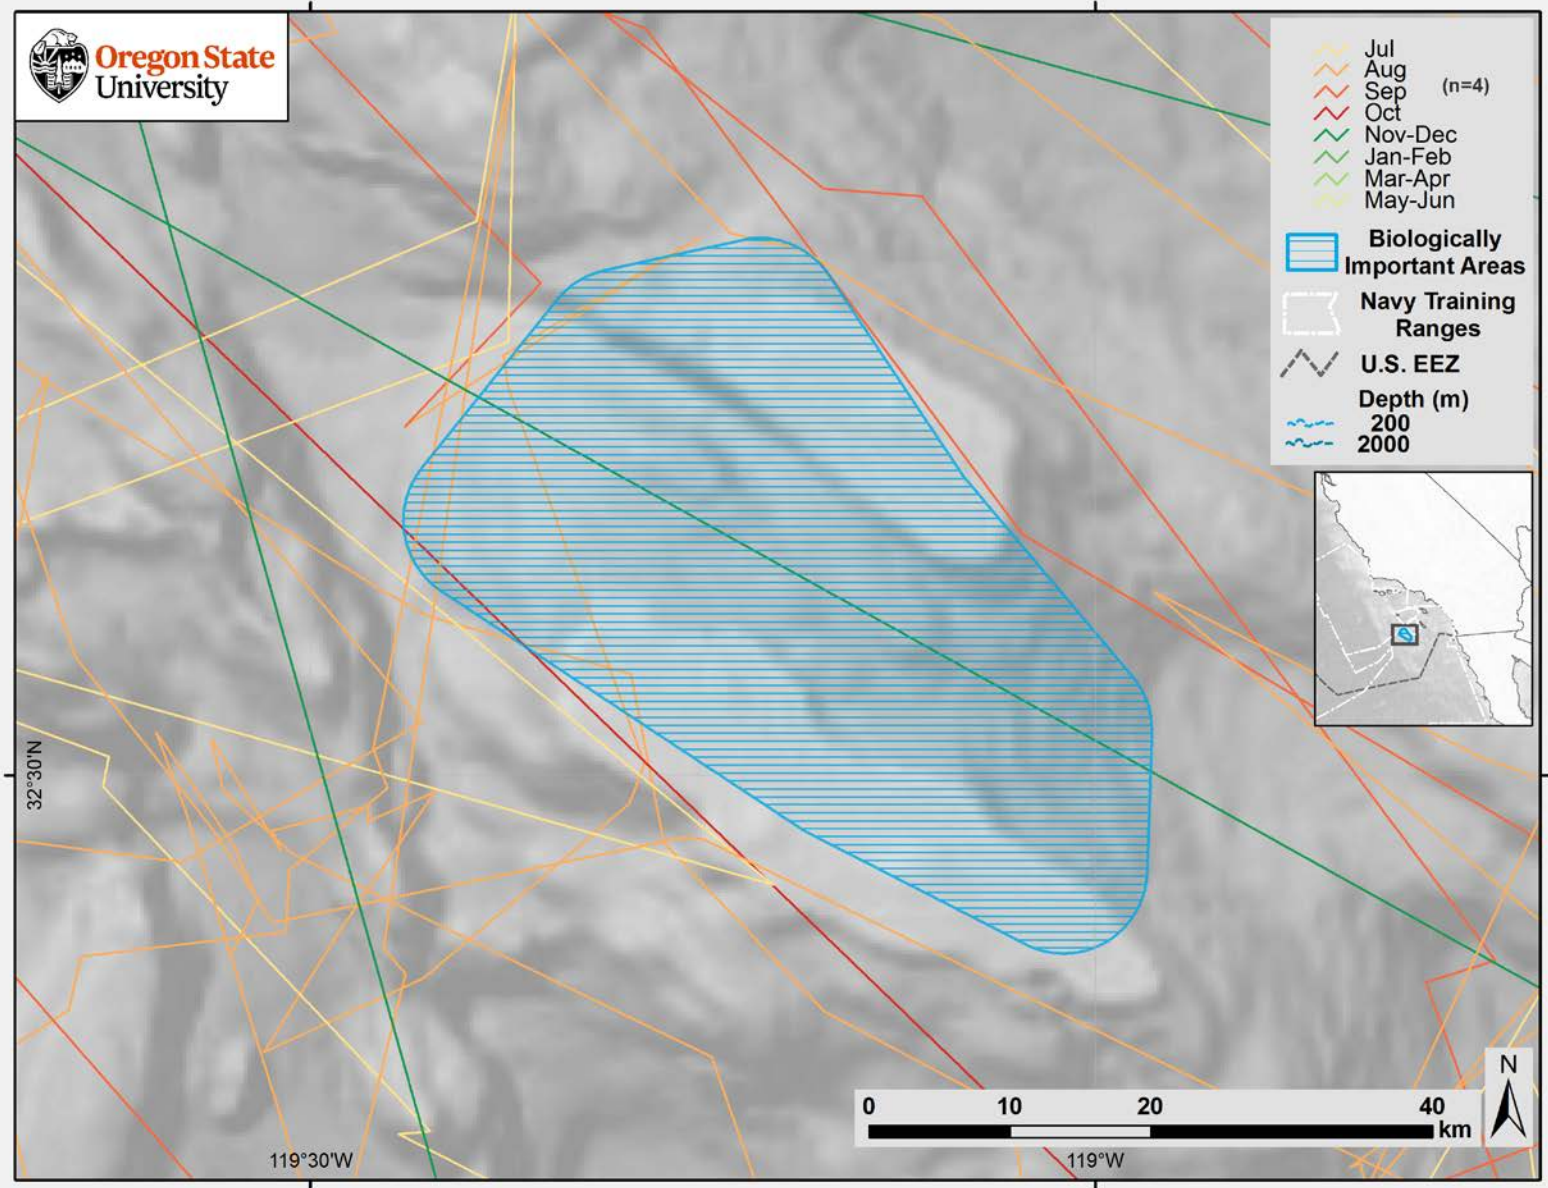 Oregon State
University
Jul
Aug
Sep
(n=4)
Oct
Nov-Dec
Jan-Feb
Mar-Apr
May-Jun
Biologically
Important Areas
Navy Training
Ranges
U.S. EEZ
Depth (m)
200
2000
32°30'N
N
0 10 20 40
km
119°30'W
119°W